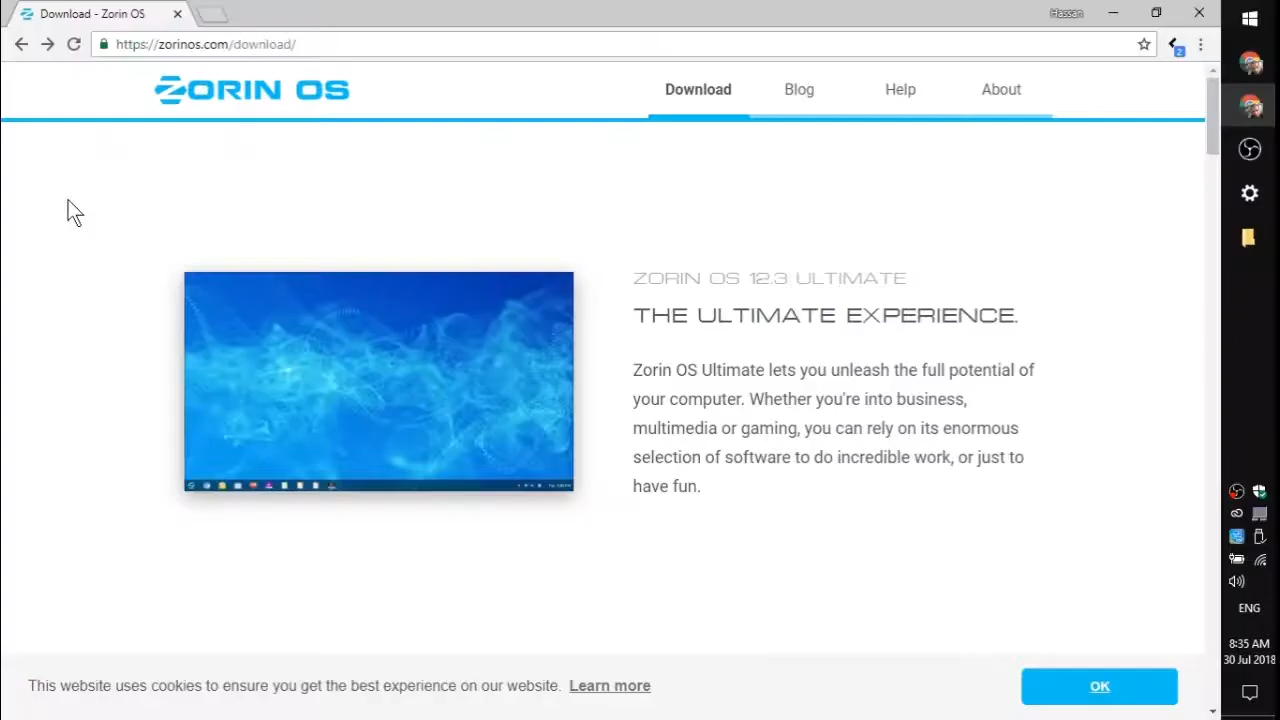 Download - Zorin OS
Hassan
https://zorinos.com/download/
2
ZORIN OS
Download
Blog
Help
About
ZORIN OS 12.3 ULTIMATE
THE ULTIMATE EXPERIENCE.
Zorin OS Ultimate lets you unleash the full potential of
your computer. Whether you're into business,
multimedia or gaming, you can rely on its enormous
selection of software to do incredible work, or just to
have fun.
This website uses cookies to ensure you get the best experience on our website. Learn more
OK
ENG
8:35 AM
30 Jul 2018